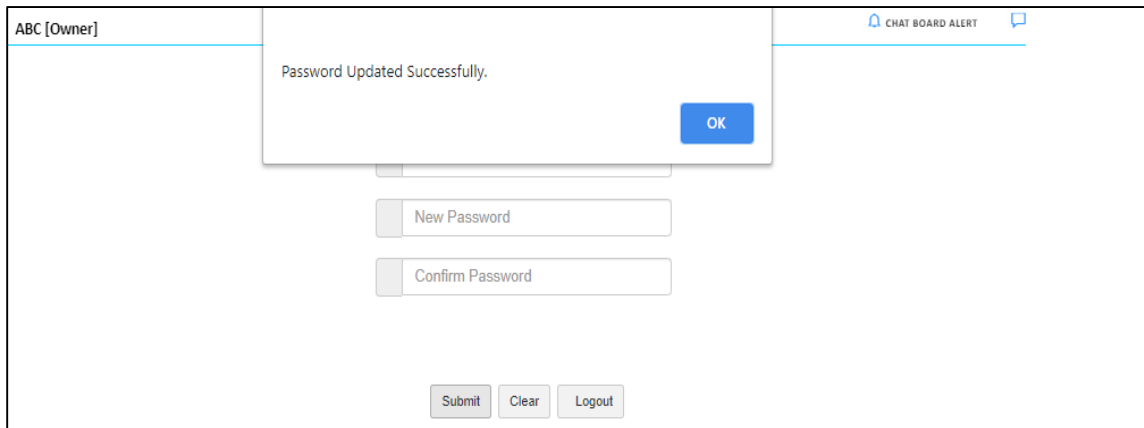 ABC [Owner]
CHAT BOARD ALERT
Password Updated Successfully.
OK
New Password
Confirm Password
Submit
Clear
Logout